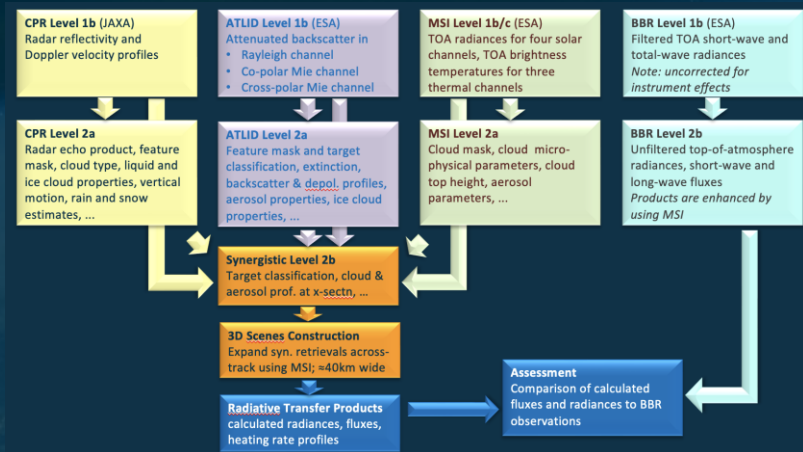 CPR Level 1b (JAXA)
Radar reflectivity and
Doppler velocity profiles
ATLID Level 1b (ESA)
Attenuated backscatter in
• Rayleigh channel
• Co-polar Mie channel
• Cross-polar Mie channel
MSI Level 1b/c (ESA)
TOA radiances for four solar
channels, TOA brightness
temperatures for three
thermal channels
BBR Level 1b (ESA)
Filtered TOA short-wave and
total-wave radiances
Note: uncorrected for
instrument effects
CPR Level 2a
Radar echo product, feature
mask, cloud type, liquid and
ice cloud properties, vertical
motion, rain and snow
estimates, ...
ATLID Level 2a
Feature mask and target
classification, extinction,
backscatter & depol. profiles,
aerosol properties, ice cloud
properties, ...
MSI Level 2a
Cloud mask, cloud micro-
physical parameters, cloud
top height, aerosol
parameters, ...
BBR Level 2b
Unfiltered top-of-atmosphere
radiances, short-wave and
long-wave fluxes
Products are enhanced by
using MSI
Synergistic Level 2b
Target classification, cloud &
aerosol prof. at x-sectn, ...
3D Scenes Construction
Expand syn. retrievals across-
track using MSI; ≈40km wide
Radiative Transfer Products
calculated radiances, fluxes,
heating rate profiles
Assessment
Comparison of calculated
fluxes and radiances to BBR
observations